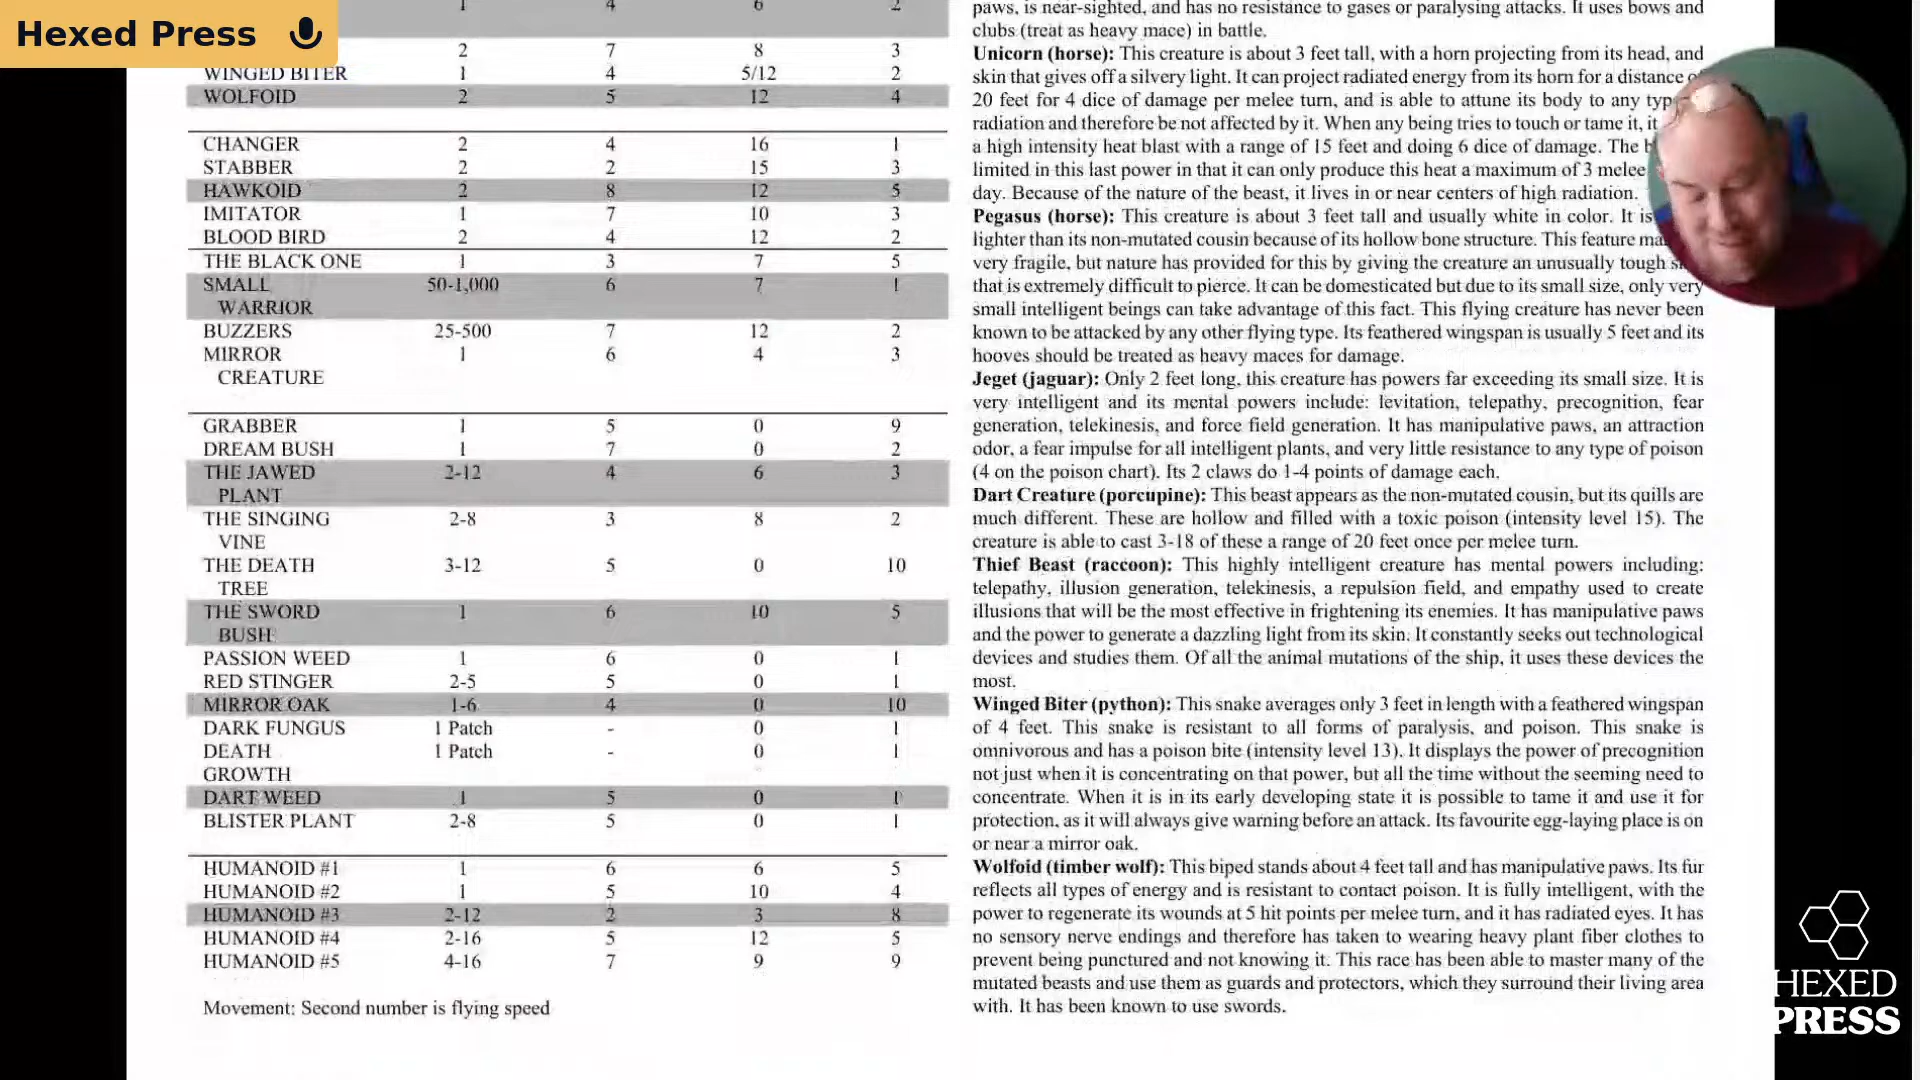 Hexed Press
1 4 6 2
2 7 8 3
WINGED BITER 1 4 5/12 2
WOLFOID 2 5 12 4
CHANGER 2 4 16 1
STABBER 2 2 15 3
HAWKOID 2 8 12 5
IMITATOR 1 7 10 3
BLOOD BIRD 2 4 12 2
THE BLACK ONE 1 3 7 5
SMALL 50-1,000 6 7 1
WARRIOR
BUZZERS 25-500 7 12 2
MIRROR 1 6 4 3
CREATURE
GRABBER 1 5 0 9
DREAM BUSH 1 7 0 2
THE JAWED 2-12 4 6 3
PLANT
THE SINGING 2-8 3 8 2
VINE
THE DEATH 3-12 5 0 10
TREE
THE SWORD 1 6 10 5
BUSH
PASSION WEED 1 6 0 1
RED STINGER 2-5 5 0 1
MIRROR OAK 1-6 4 0 10
DARK FUNGUS 1 Patch - 0 1
DEATH 1 Patch - 0 1
GROWTH
DART WEED 1 5 0 1
BLISTER PLANT 2-8 5 0 1
HUMANOID #1 1 6 6 5
HUMANOID #2 1 5 10 4
HUMANOID #3 2-12 2 3 8
HUMANOID #4 2-16 5 12 5
HUMANOID #5 4-16 7 9 9
Movement: Second number is flying speed
paws, is near-sighted, and has no resistance to gases or paralysing attacks. It uses bows and
clubs (treat as heavy mace) in battle.
Unicorn (horse): This creature is about 3 feet tall, with a horn projecting from its head, and
skin that gives off a silvery light. It can project radiated energy from its horn for a distance
20 feet for 4 dice of damage per melee turn, and is able to attune its body to any
radiation and therefore be not affected by it. When any being tries to touch or tame it, it
a high intensity heat blast with a range of 15 feet and doing 6 dice of damage. The
limited in this last power in that it can only produce this heat a maximum of 3 melee
day. Because of the nature of the beast, it lives in or near centers of high radiation.
Pegasus (horse): This creature is about 3 feet tall and usually white in color. It is
lighter than its non-mutated cousin because of its hollow bone structure. This feature
very fragile, but nature has provided for this by giving the creature an unusually tough
that is extremely difficult to pierce. It can be domesticated but due to its small size, only very
small intelligent beings can take advantage of this fact. This flying creature has never been
known to be attacked by any other flying type. Its feathered wingspan is usually 5 feet and its
hooves should be treated as heavy maces for damage.
Jeget (jaguar): Only 2 feet long, this creature has powers far exceeding its small size. It is
very intelligent and its mental powers include: levitation, telepathy, precognition, fear
generation, telekinesis, and force field generation. It has manipulative paws, an attraction
odor, a fear impulse for all intelligent plants, and very little resistance to any type of poison
(4 on the poison chart). Its 2 claws do 1-4 points of damage each.
Dart Creature (porcupine): This beast appears as the non-mutated cousin, but its quills are
much different. These are hollow and filled with a toxic poison (intensity level 15). The
creature is able to cast 3-18 of these a range of 20 feet once per melee turn.
Thief Beast (raccoon): This highly intelligent creature has mental powers including:
telepathy, illusion generation, telekinesis, a repulsion field, and empathy used to create
illusions that will be the most effective in frightening its enemies. It has manipulative paws
and the power to generate a dazzling light from its skin. It constantly seeks out technological
devices and studies them. Of all the animal mutations of the ship, it uses these devices the
most.
Winged Biter (python): This snake averages only 3 feet in length with a feathered wingspan
of 4 feet. This snake is resistant to all forms of paralysis, and poison. This snake is
omnivorous and has a poison bite (intensity level 13). It displays the power of precognition
not just when it is concentrating on that power, but all the time without the seeming need to
concentrate. When it is in its early developing state it is possible to tame it and use it for
protection, as it will always give warning before an attack. Its favourite egg-laying place is on
or near a mirror oak.
Wolfoid (timber wolf): This biped stands about 4 feet tall and has manipulative paws. Its fur
reflects all types of energy and is resistant to contact poison. It is fully intelligent, with the
power to regenerate its wounds at 5 hit points per melee turn, and it has radiated eyes. It has
no sensory nerve endings and therefore has taken to wearing heavy plant fiber clothes to
prevent being punctured and not knowing it. This race has been able to master many of the
mutated beasts and use them as guards and protectors, which they surround their living area
with. It has been known to use swords.
HEXED
PRESS